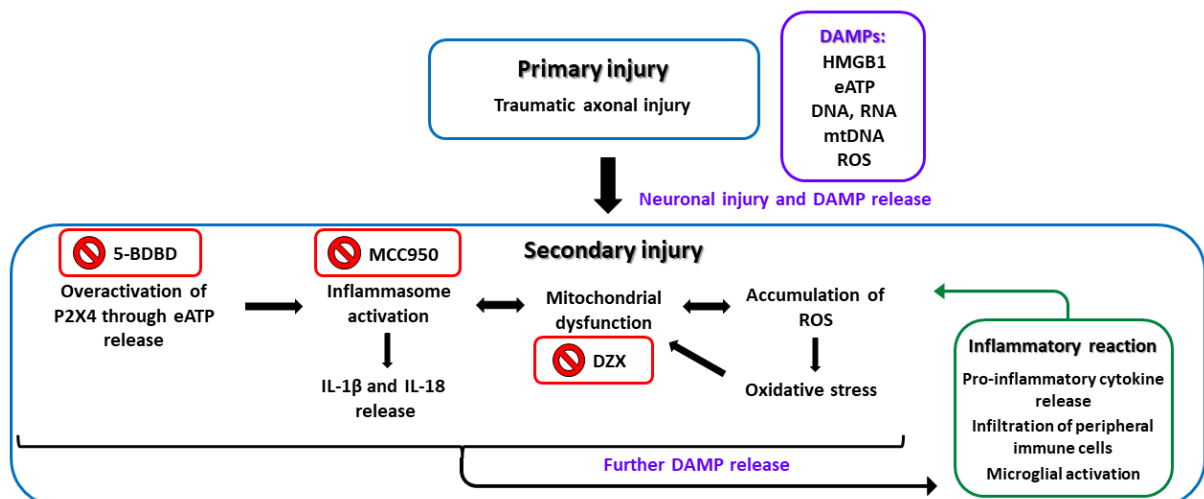 Primary injury
Traumatic axonal injury
DAMPs:
HMGB1
eATP
DNA, RNA
mtDNA
ROS
Neuronal injury and DAMP release
Secondary injury
5-BDBD
Overactivation of
P2X4 through eATP
release
MCC950
Inflammasome
activation
IL-1β and IL-18
release
Mitochondrial
dysfunction
DZX
Accumulation of
ROS
Oxidative stress
Inflammatory reaction
Pro-inflammatory cytokine
release
Infiltration of peripheral
immune cells
Microglial activation
Further DAMP release